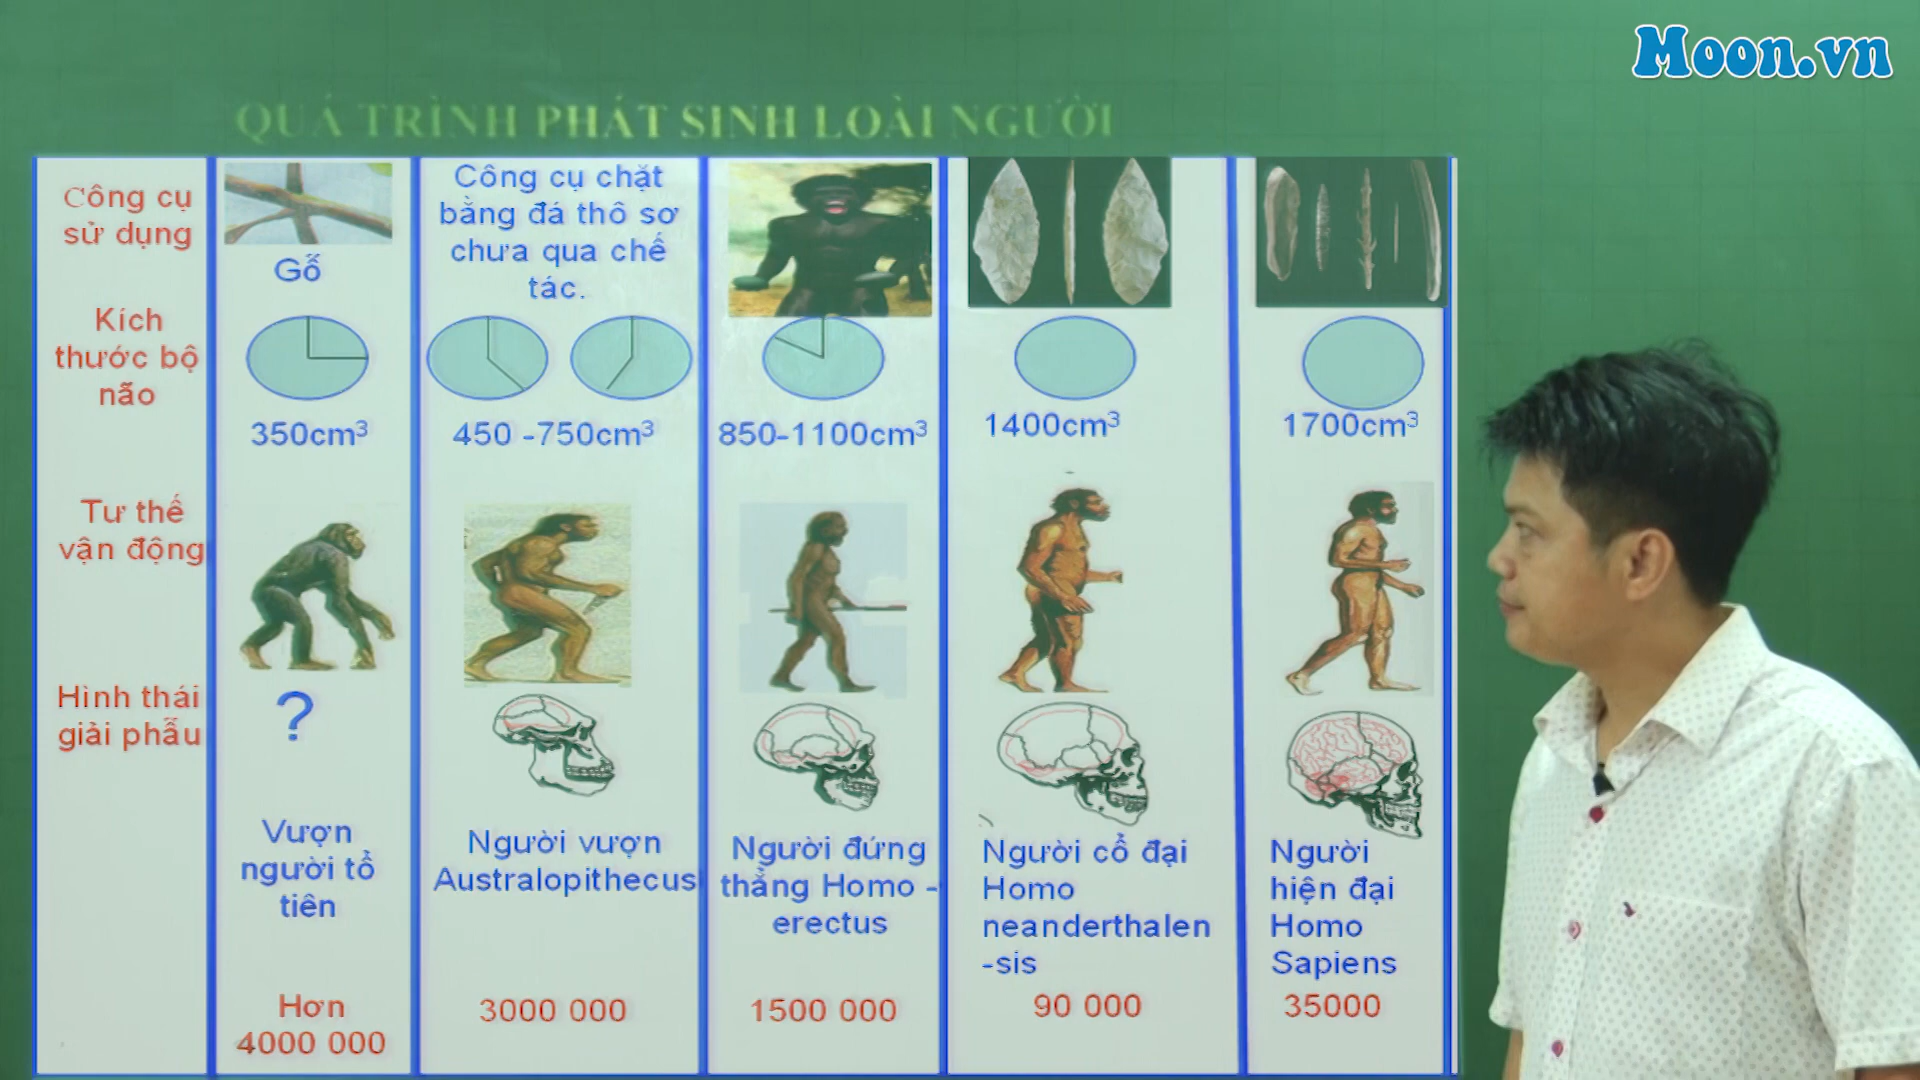 Moon.vn
QUÁ TRÌNH PHÁT SINH LOÀI NGƯỜI
Công cụ
sử dụng
Gỗ
Công cụ chặt
bằng đá thô sơ
chưa qua chế
tác.
Kích
thước bộ
não
350cm³
450 -750cm³
850-1100cm³
1400cm³
1700cm³
Tư thế
vận động
Hình thái
giải phẫu
?
Vượn
người tổ
tiên
Người vượn
Australopithecus
Người đứng
thẳng Homo -
erectus
Người cổ đại
Homo
neanderthalen
-sis
Người
hiện đại
Homo
Sapiens
Hơn
4000 000
3000 000
1500 000
90 000
35000